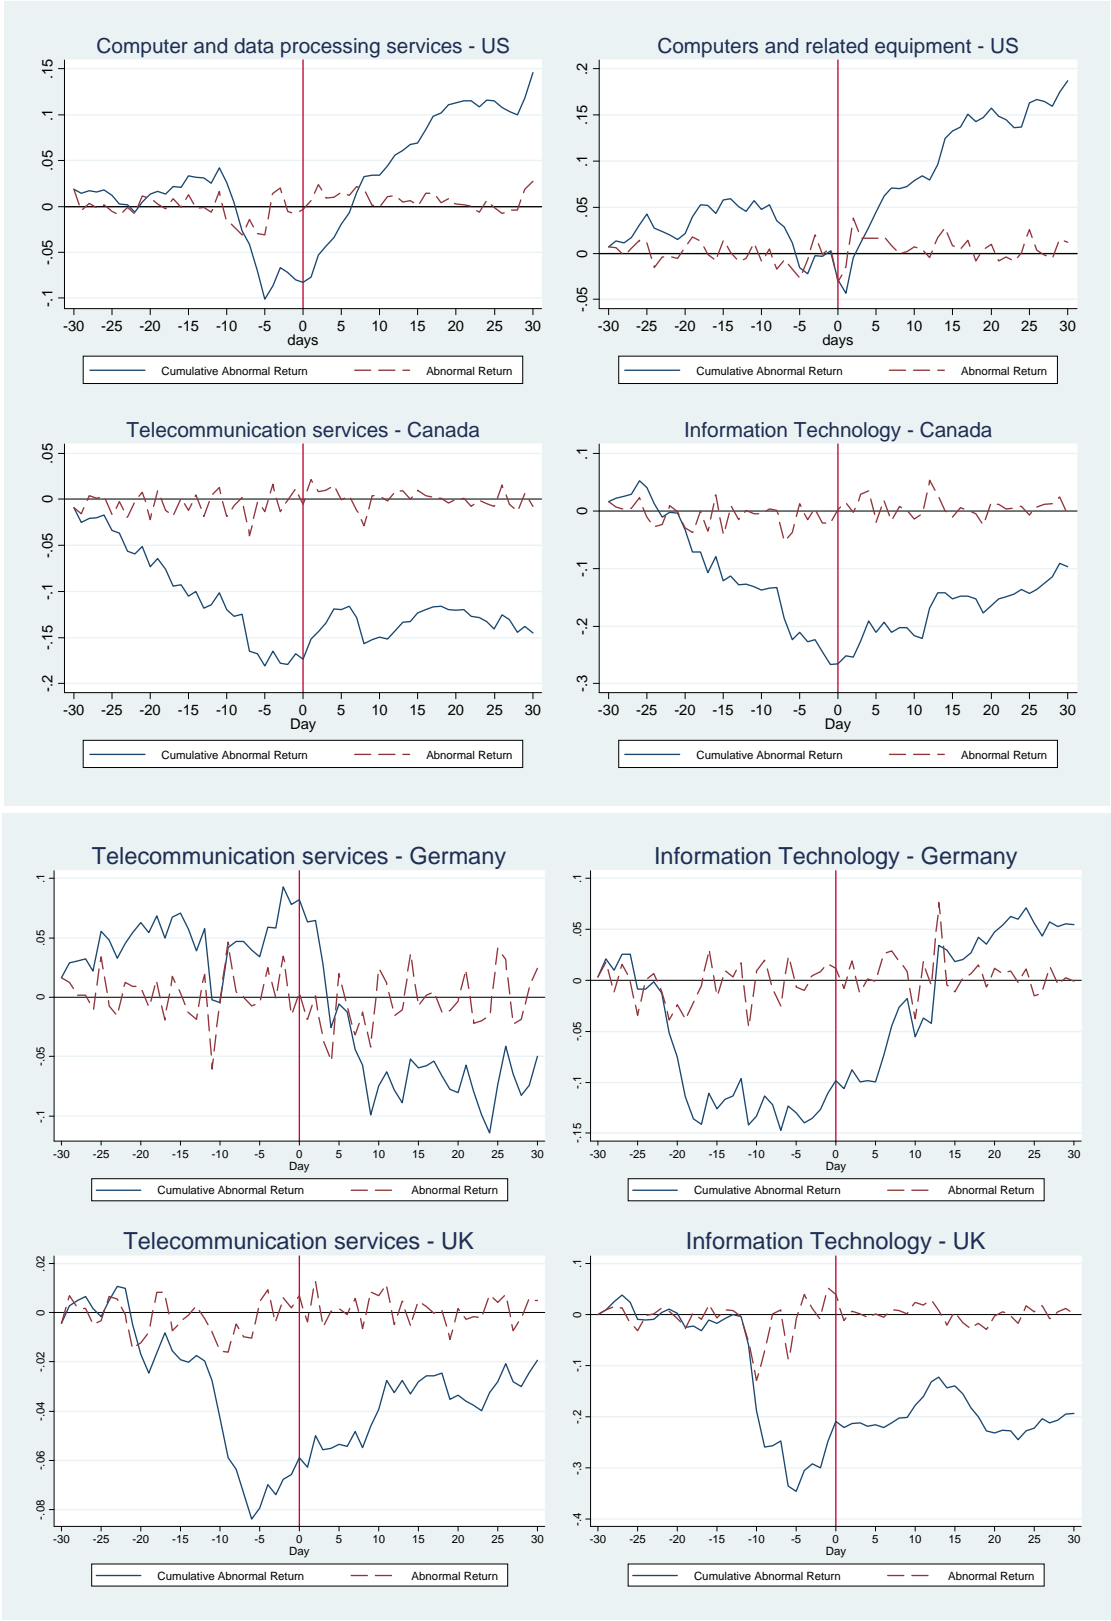 Computer and data processing services - US
.15
.1
.05
0
-.05
-.1
-30 -25 -20 -15 -10 -5 0 5 10 15 20 25 30
days
Cumulative Abnormal Return Abnormal Return
Computers and related equipment - US
.2
.15
.1
.05
0
-.05
-30 -25 -20 -15 -10 -5 0 5 10 15 20 25 30
days
Cumulative Abnormal Return Abnormal Return
Telecommunication services - Canada
.05
0
-.05
-.1
-.15
-.2
-30 -25 -20 -15 -10 -5 0 5 10 15 20 25 30
Day
Cumulative Abnormal Return Abnormal Return
Information Technology - Canada
.1
0
-.1
-.2
-.3
-30 -25 -20 -15 -10 -5 0 5 10 15 20 25 30
Day
Cumulative Abnormal Return Abnormal Return
Telecommunication services - Germany
.1
.05
0
-.05
-.1
-30 -25 -20 -15 -10 -5 0 5 10 15 20 25 30
Day
Cumulative Abnormal Return Abnormal Return
Information Technology - Germany
.1
.05
0
-.05
-.1
-.15
-30 -25 -20 -15 -10 -5 0 5 10 15 20 25 30
Day
Cumulative Abnormal Return Abnormal Return
Telecommunication services - UK
.02
0
-.02
-.04
-.06
-.08
-30 -25 -20 -15 -10 -5 0 5 10 15 20 25 30
Day
Cumulative Abnormal Return Abnormal Return
Information Technology - UK
.1
0
-.1
-.2
-.3
-.4
-30 -25 -20 -15 -10 -5 0 5 10 15 20 25 30
Day
Cumulative Abnormal Return Abnormal Return